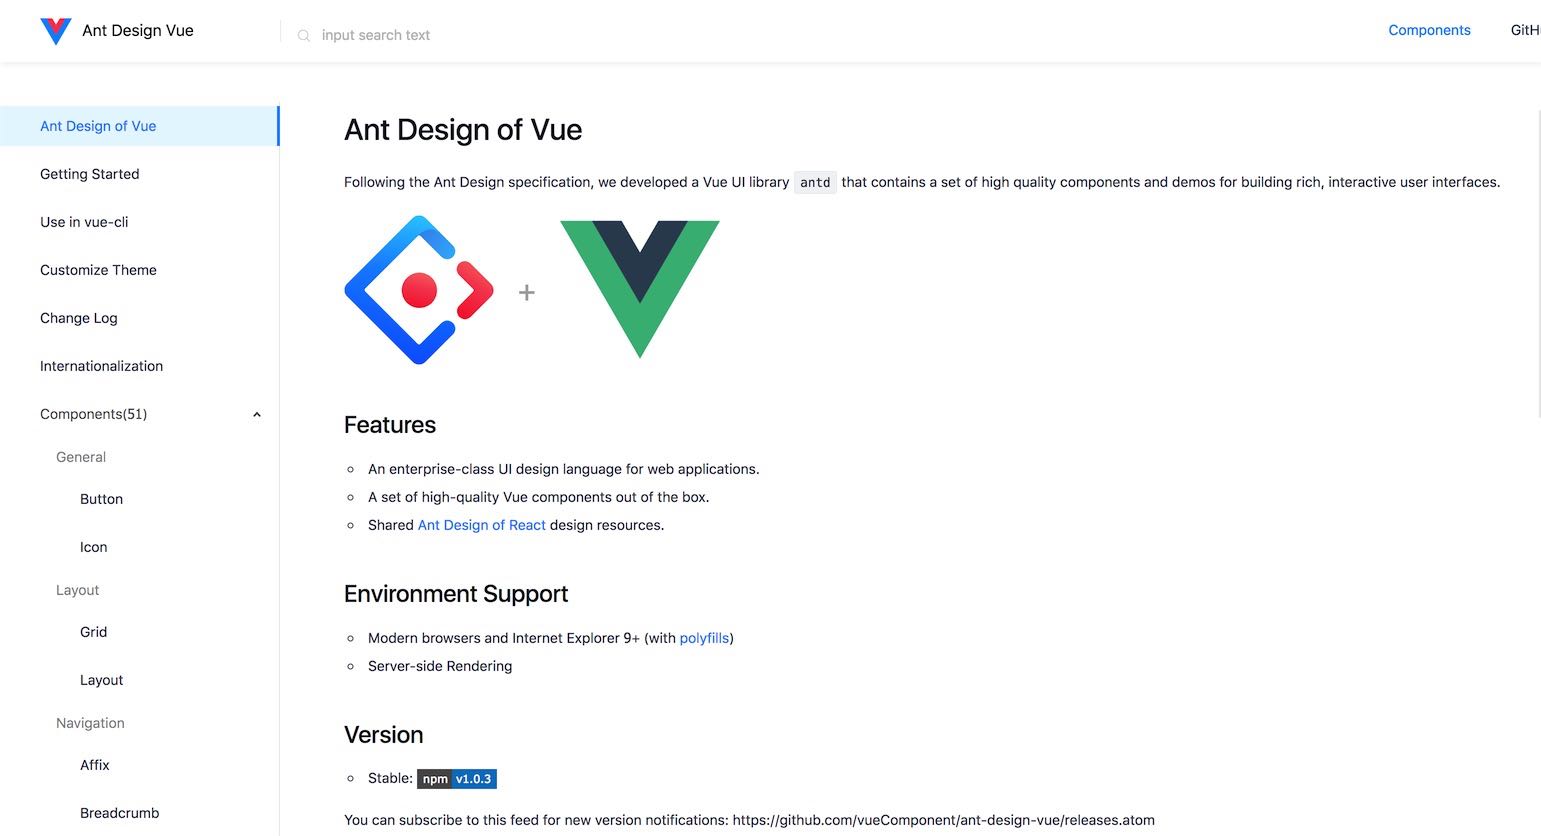 Ant Design Vue
input search text
Components
GitH
Ant Design of Vue
Getting Started
Use in vue-cli
Customize Theme
Change Log
Internationalization
Components(51)
General
Button
Icon
Layout
Grid
Layout
Navigation
Affix
Breadcrumb
Ant Design of Vue
Following the Ant Design specification, we developed a Vue UI library antd that contains a set of high quality components and demos for building rich, interactive user interfaces.
+
Features
An enterprise-class UI design language for web applications.
A set of high-quality Vue components out of the box.
Shared Ant Design of React design resources.
Environment Support
Modern browsers and Internet Explorer 9+ (with polyfills)
Server-side Rendering
Version
Stable: npm v1.0.3
You can subscribe to this feed for new version notifications: https://github.com/vueComponent/ant-design-vue/releases.atom